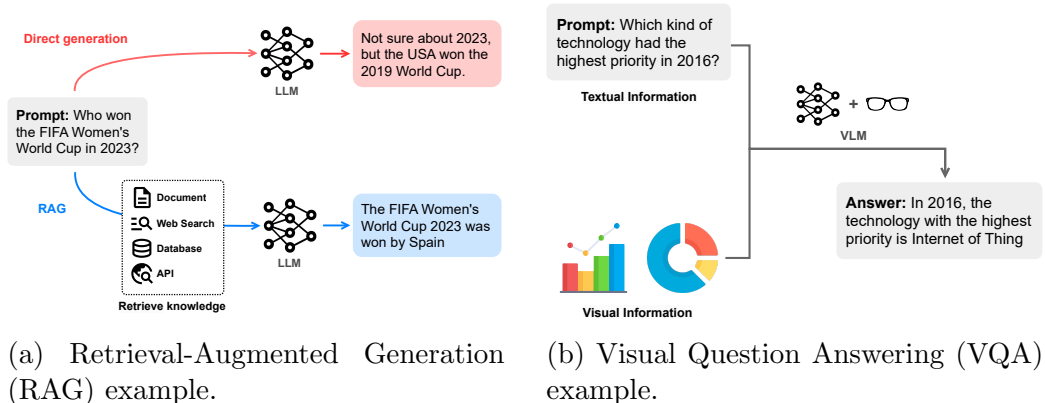 Direct generation
LLM
Not sure about 2023,
but the USA won the
2019 World Cup.
Prompt: Who won
the FIFA Women's
World Cup in 2023?
RAG
Document
Web Search
Database
API
Retrieve knowledge
LLM
The FIFA Women's
World Cup 2023 was
won by Spain
(a) Retrieval-Augmented Generation
(RAG) example.
Prompt: Which kind of
technology had the
highest priority in 2016?
Textual Information
+
VLM
Answer: In 2016, the
technology with the highest
priority is Internet of Thing
Visual Information
(b) Visual Question Answering (VQA)
example.